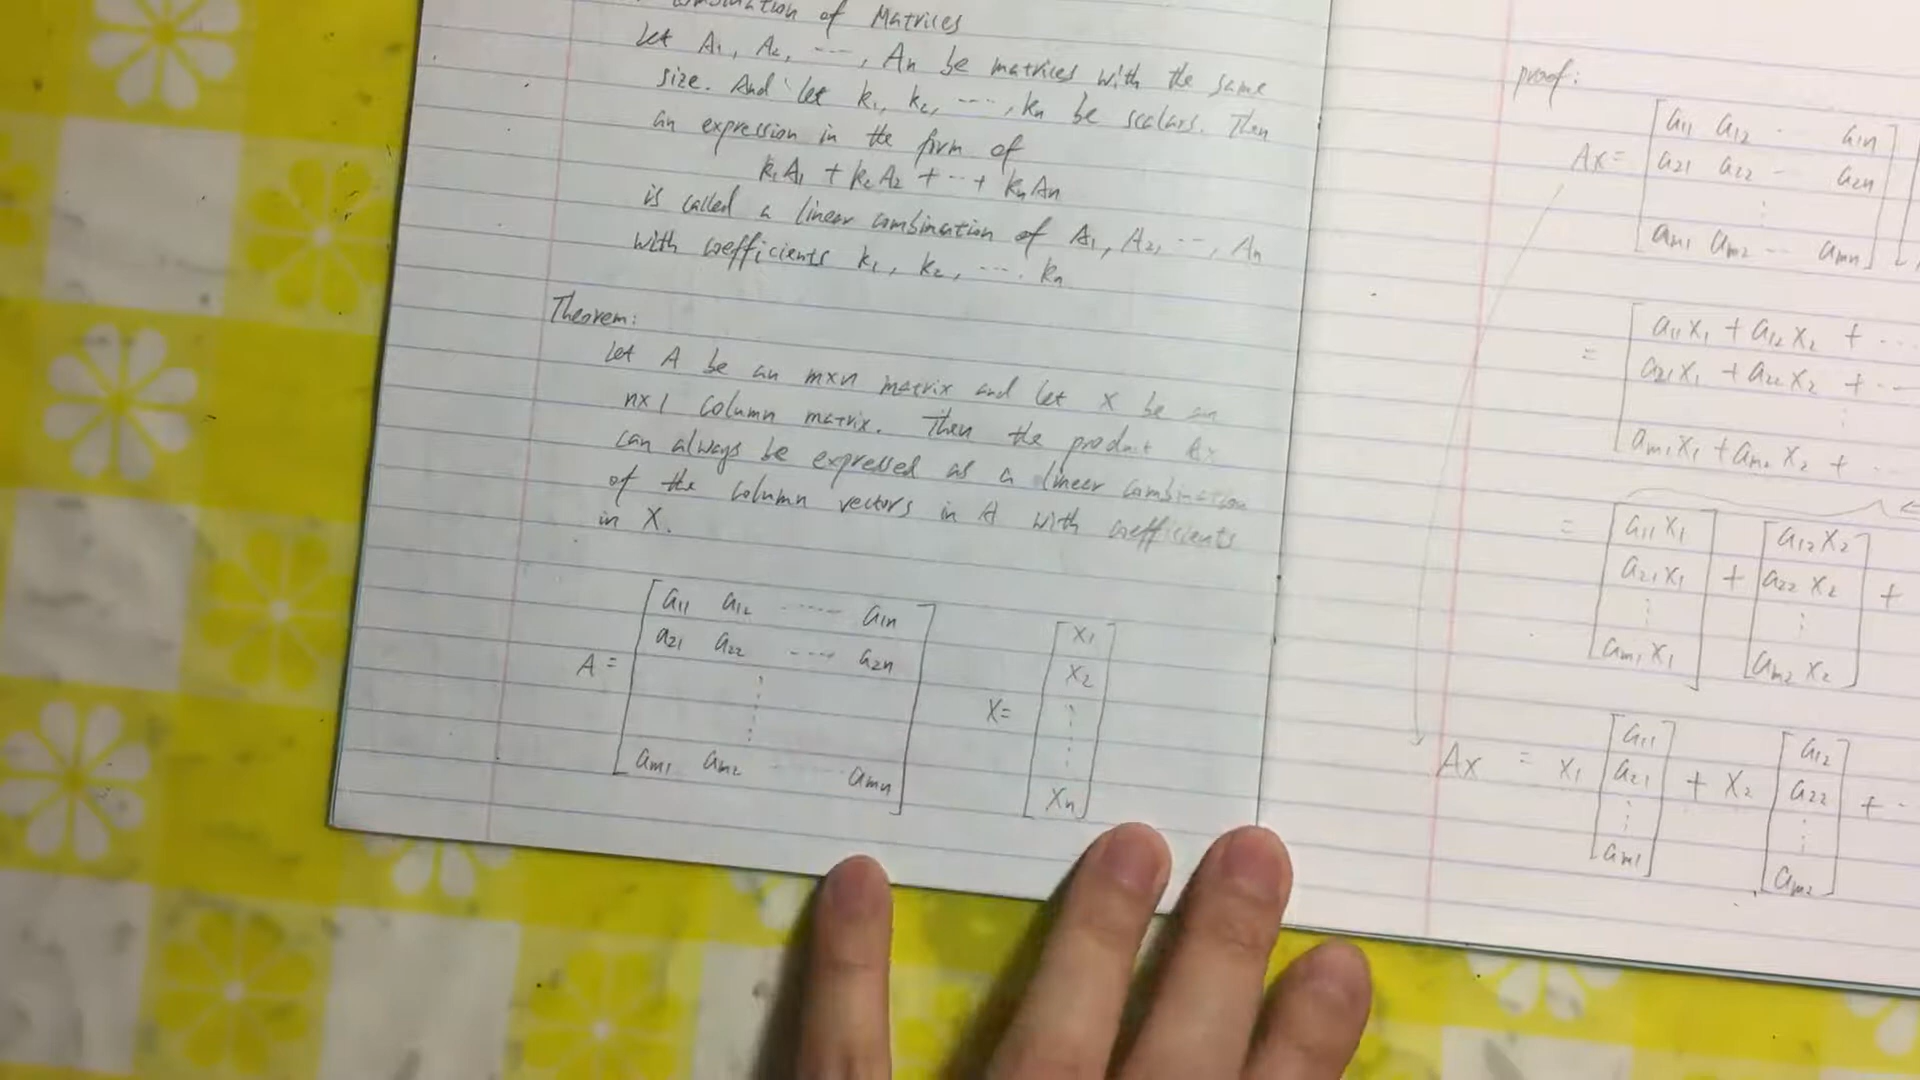 Combination of Matrices
Let A₁, A₂, ----, An be matrices with the same
size. And let k₁, k₂, ----, kn be scalars. Then
an expression in the form of
k₁A₁ + k₂A₂ + ··· + knAn
is called a linear combination of A₁, A₂, ---, An
with coefficients k₁, k₂, ---- kn
Theorem:
Let A be an m×n matrix and let X be an
n×1 column matrix. Then the product Ax
can always be expressed as a linear combination
of the column vectors in A with coefficients
in X.
a₁₁ a₁₂ ----- a₁n
a₂₁ a₂₂ ---- a₂n
A =
am₁ am₂ ---- amn
x₁
x₂
X=
xn
proof:
a₁₁ a₁₂ · a₁n
Ax = a₂₁ a₂₂ -- a₂n
am₁ am₂ -- amn
a₁₁x₁ + a₁₂x₂ + ···
= a₂₁x₁ + a₂₂x₂ + ···
am₁x₁ + am₂x₂ + ···
= a₁₁x₁ a₁₂x₂
a₂₁x₁ + a₂₂x₂ +
am₁x₁ am₂x₂
a₁₁ a₁₂
Ax = x₁ a₂₁ + x₂ a₂₂ + ·
am₁ am₂